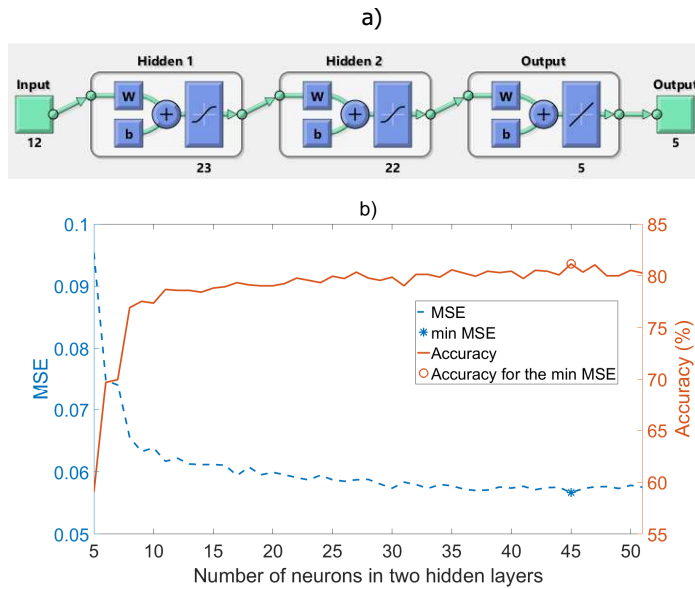 a)
Hidden 1 Hidden 2 Output
Input Output
W W W
+ + +
b b b
12 23 22 5 5
b)
0.1 85
0.09 80
0.08 75
0.07 70
65
0.06 60
0.05 55
MSE
Accuracy (%)
MSE
min MSE
Accuracy
Accuracy for the min MSE
5 10 15 20 25 30 35 40 45 50
Number of neurons in two hidden layers